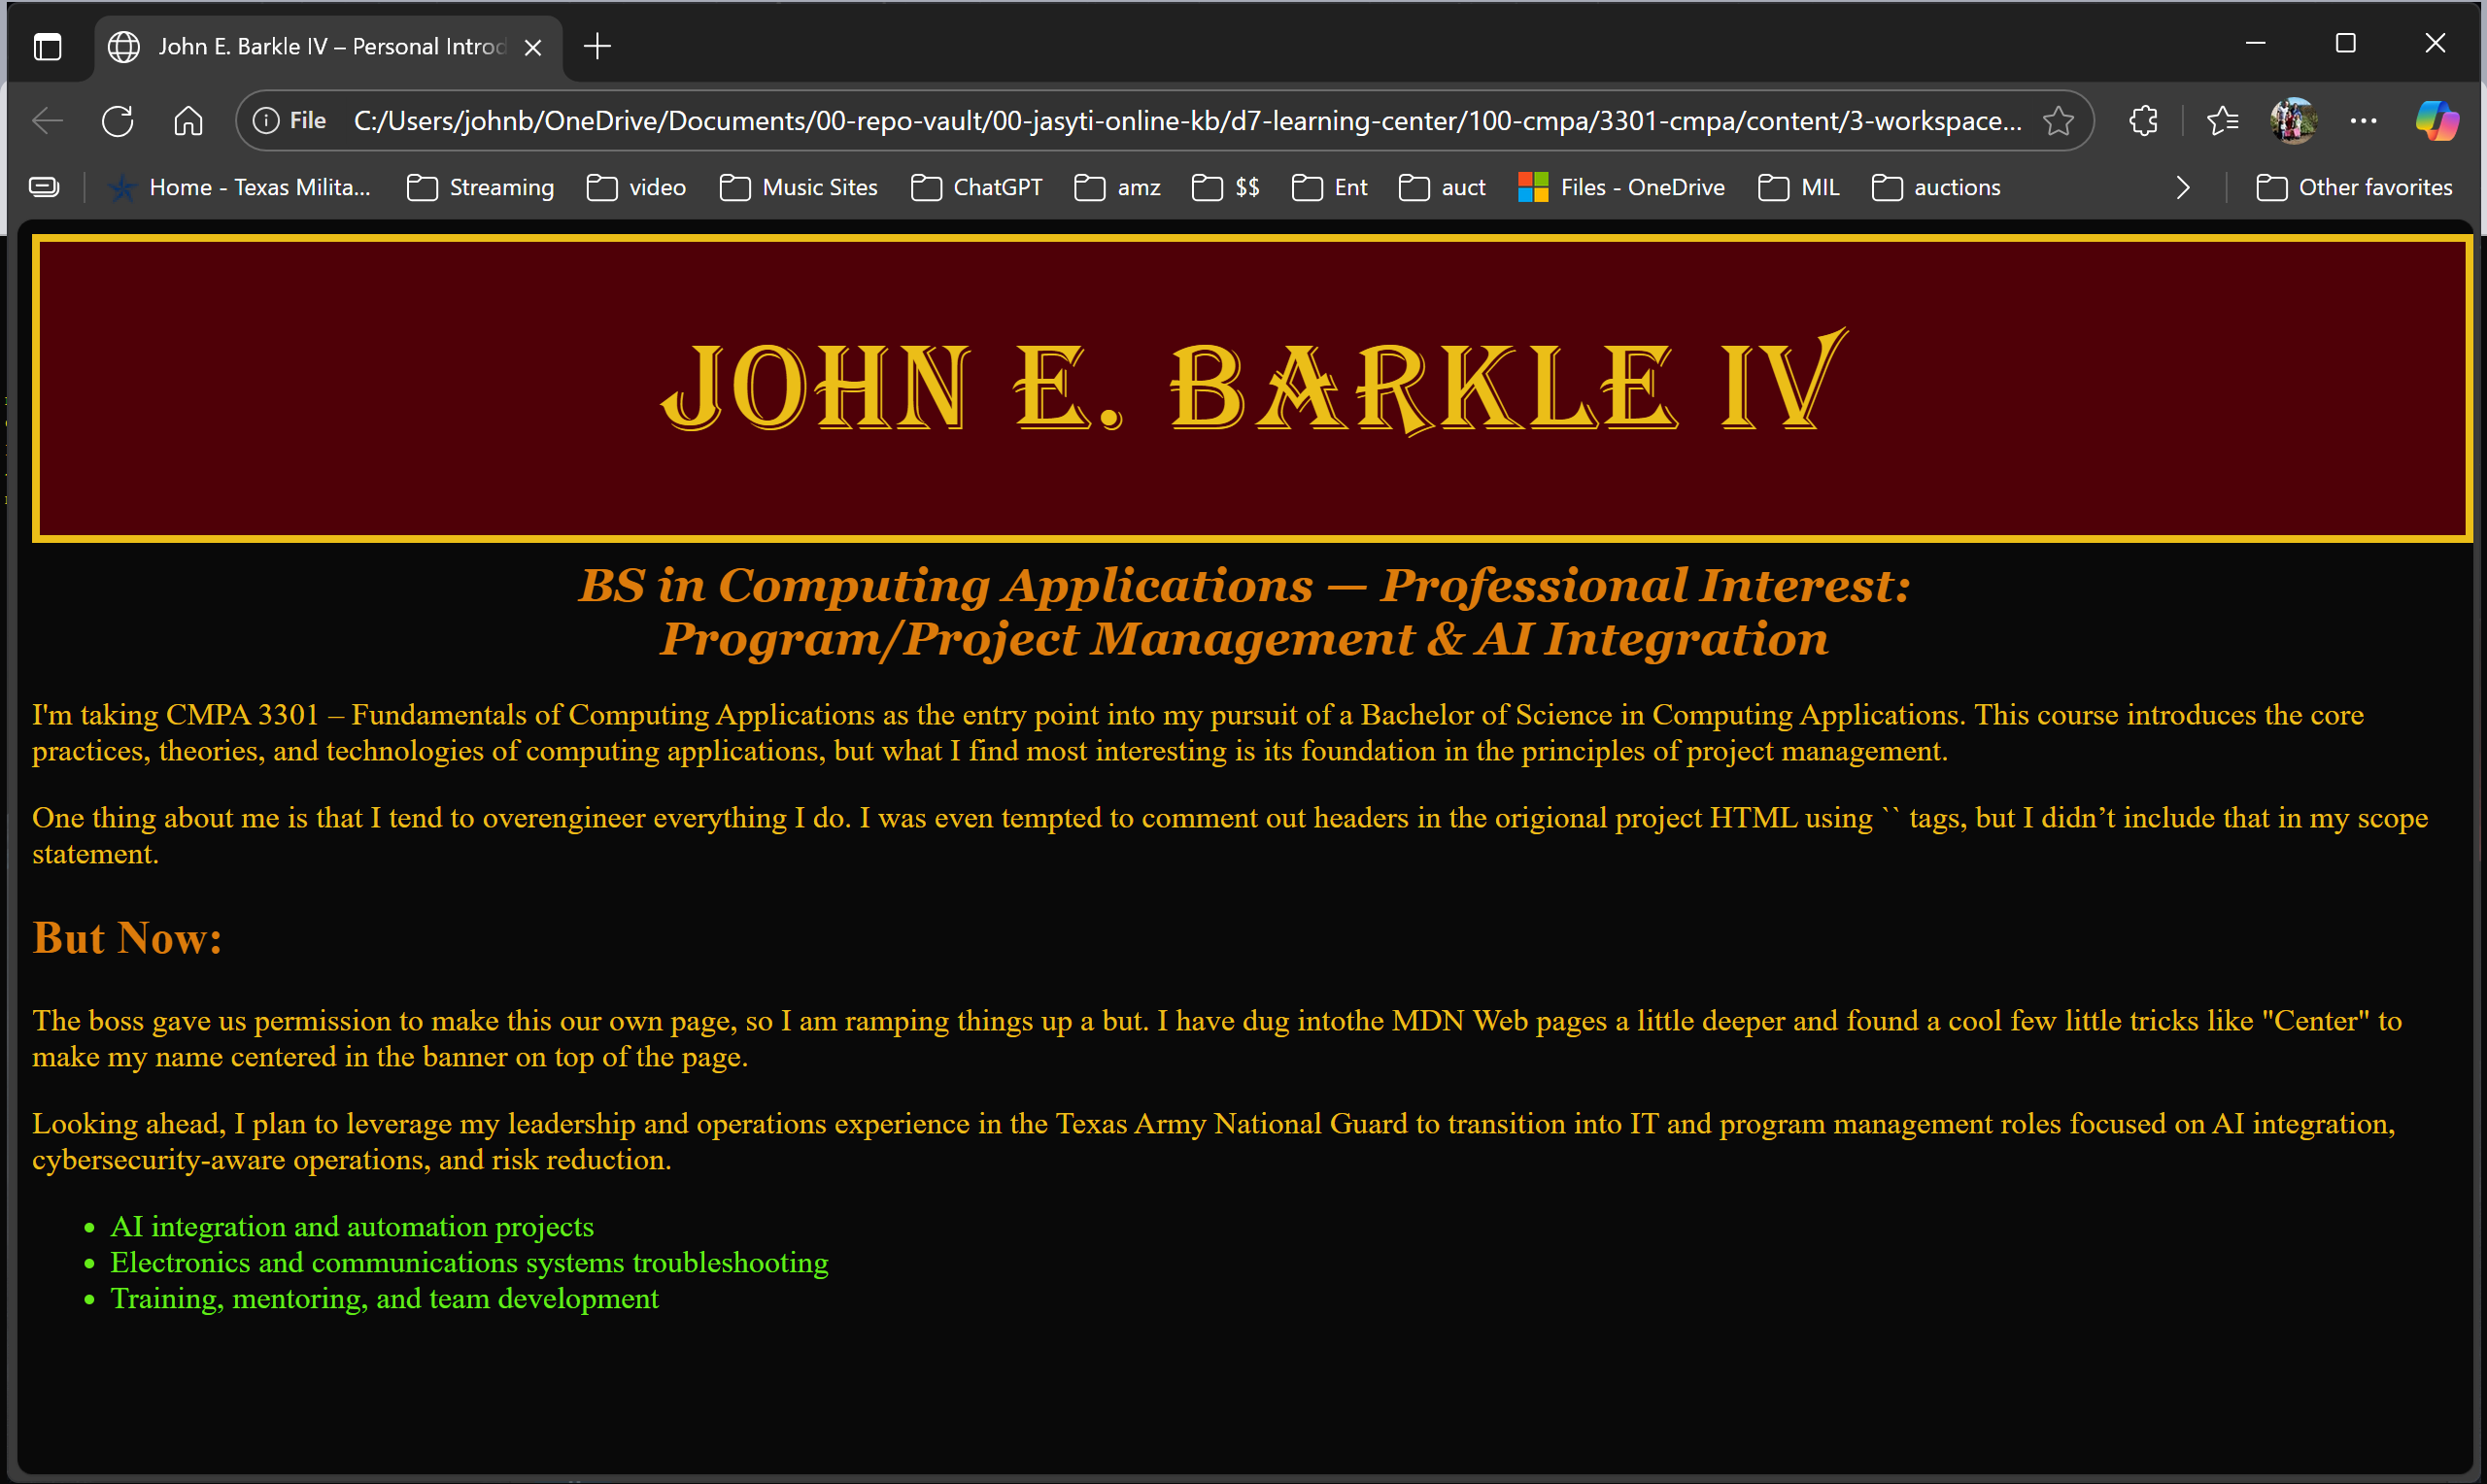 John E. Barkle IV – Personal Introd
File C:/Users/johnb/OneDrive/Documents/00-repo-vault/00-jasyti-online-kb/d7-learning-center/100-cmpa/3301-cmpa/content/3-workspace...
Home - Texas Milita... Streaming video Music Sites ChatGPT amz $$ Ent auct Files - OneDrive MIL auctions Other favorites
JOHN E. BARKLE IV
BS in Computing Applications — Professional Interest:
Program/Project Management & AI Integration
I'm taking CMPA 3301 – Fundamentals of Computing Applications as the entry point into my pursuit of a Bachelor of Science in Computing Applications. This course introduces the core
practices, theories, and technologies of computing applications, but what I find most interesting is its foundation in the principles of project management.
One thing about me is that I tend to overengineer everything I do. I was even tempted to comment out headers in the origional project HTML using `` tags, but I didn’t include that in my scope
statement.
But Now:
The boss gave us permission to make this our own page, so I am ramping things up a but. I have dug intothe MDN Web pages a little deeper and found a cool few little tricks like "Center" to
make my name centered in the banner on top of the page.
Looking ahead, I plan to leverage my leadership and operations experience in the Texas Army National Guard to transition into IT and program management roles focused on AI integration,
cybersecurity-aware operations, and risk reduction.
• AI integration and automation projects
• Electronics and communications systems troubleshooting
• Training, mentoring, and team development